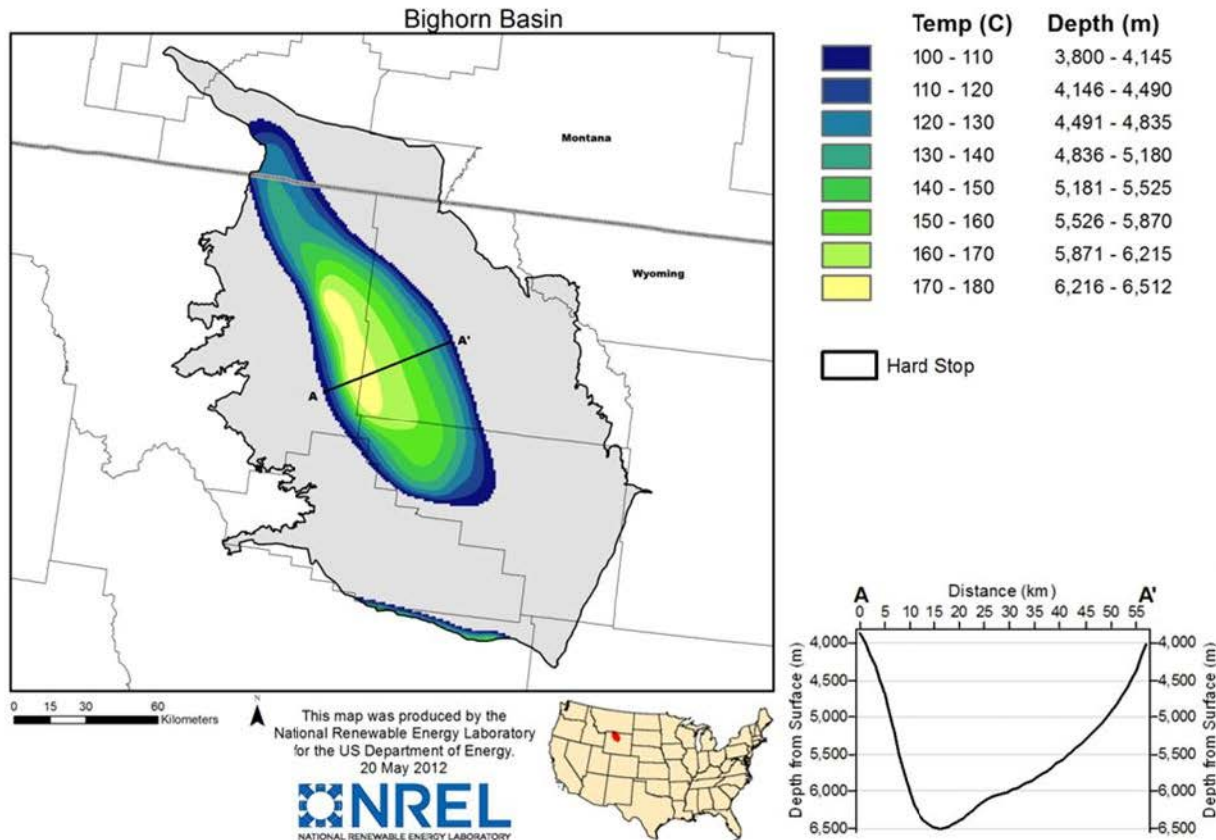 Bighorn Basin
Montana
Wyoming
A
A'
Temp (C) Depth (m)
100 - 110 3,800 - 4,145
110 - 120 4,146 - 4,490
120 - 130 4,491 - 4,835
130 - 140 4,836 - 5,180
140 - 150 5,181 - 5,525
150 - 160 5,526 - 5,870
160 - 170 5,871 - 6,215
170 - 180 6,216 - 6,512
Hard Stop
0 15 30 60
Kilometers
N
This map was produced by the
National Renewable Energy Laboratory
for the US Department of Energy.
20 May 2012
NREL
NATIONAL RENEWABLE ENERGY LABORATORY
A Distance (km) A'
0 5 10 15 20 25 30 35 40 45 50 55
Depth from Surface (m)
4,000 4,000
4,500 4,500
5,000 5,000
5,500 5,500
6,000 6,000
6,500 6,500
Depth from Surface (m)